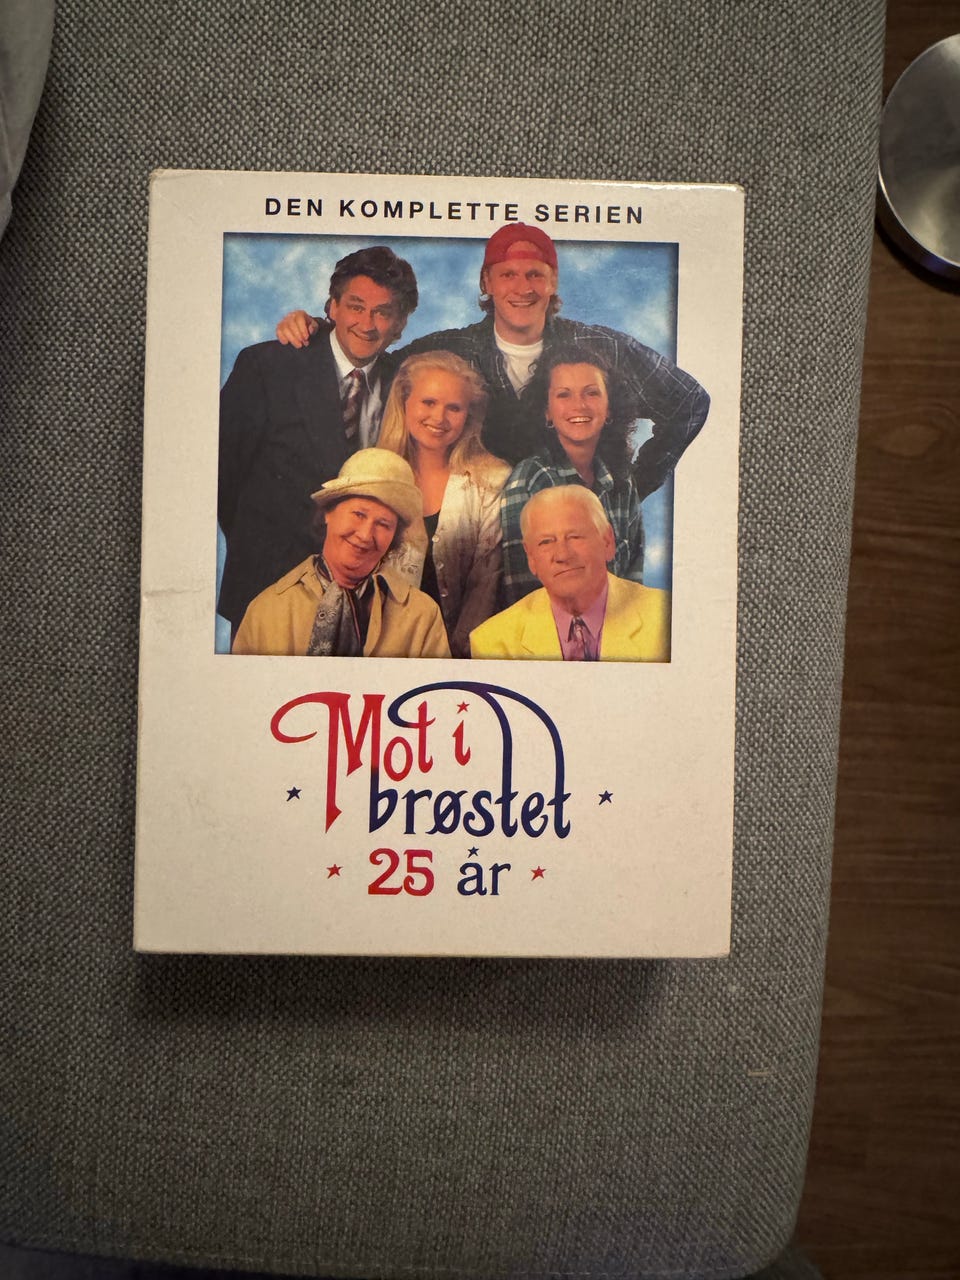 DEN KOMPLETTE SERIEN
Mot i
brøstet
25 år